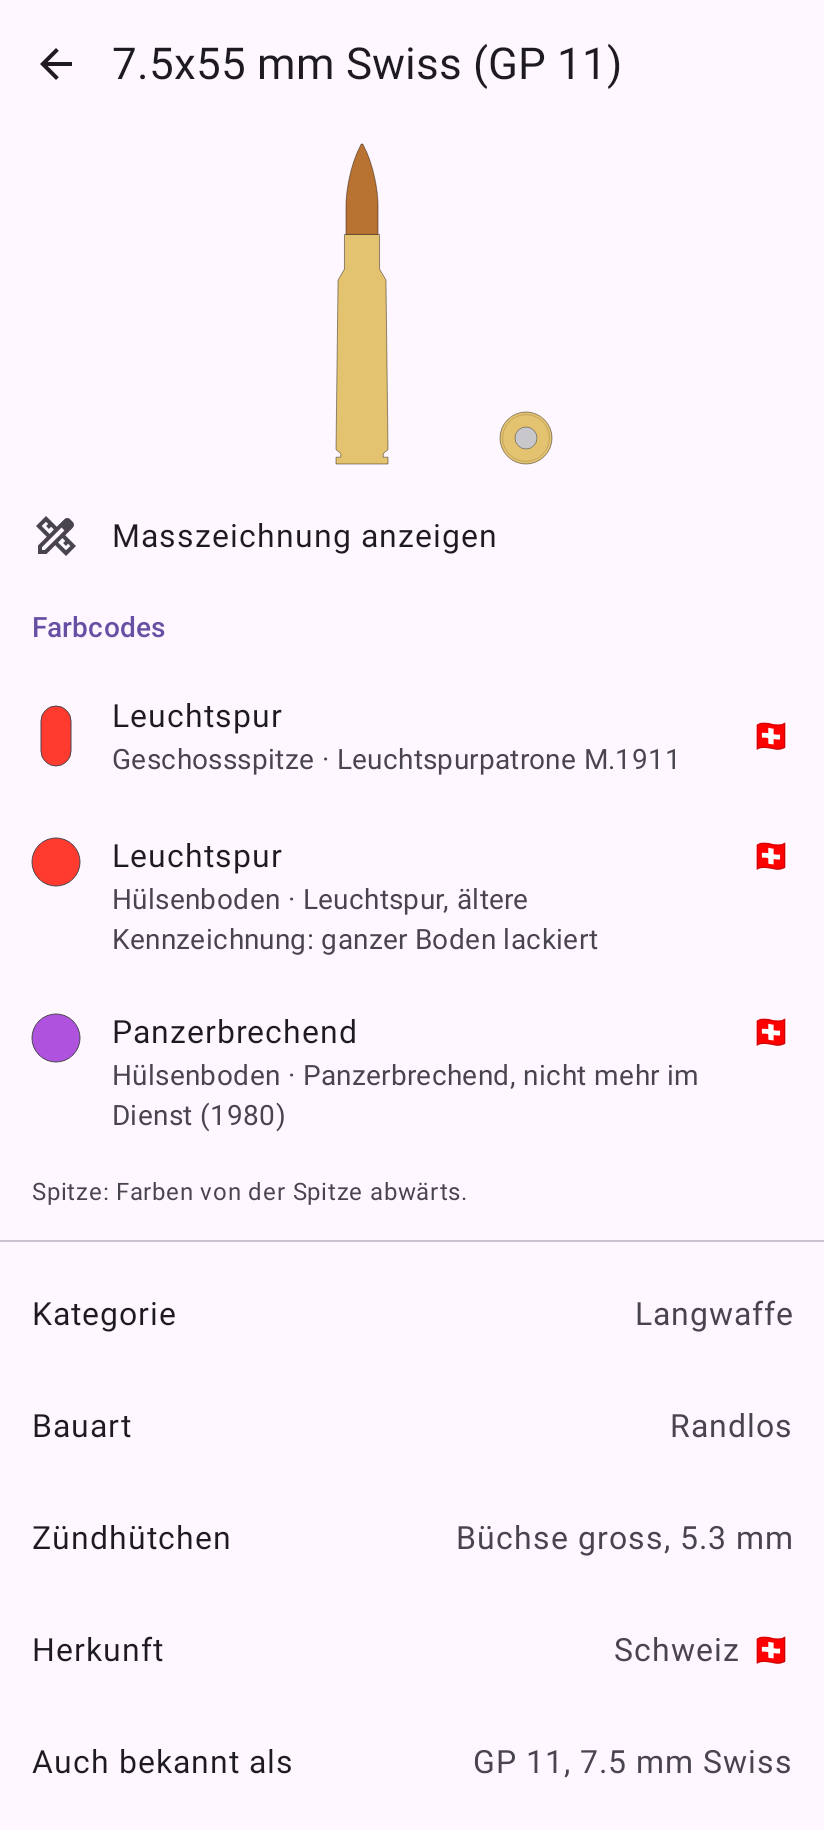 7.5x55 mm Swiss (GP 11)
Masszeichnung anzeigen
Farbcodes
Leuchtspur
Geschossspitze · Leuchtspurpatrone M.1911
Leuchtspur
Hülsenboden · Leuchtspur, ältere
Kennzeichnung: ganzer Boden lackiert
Panzerbrechend
Hülsenboden · Panzerbrechend, nicht mehr im
Dienst (1980)
Spitze: Farben von der Spitze abwärts.
Kategorie Langwaffe
Bauart Randlos
Zündhütchen Büchse gross, 5.3 mm
Herkunft Schweiz
Auch bekannt als GP 11, 7.5 mm Swiss